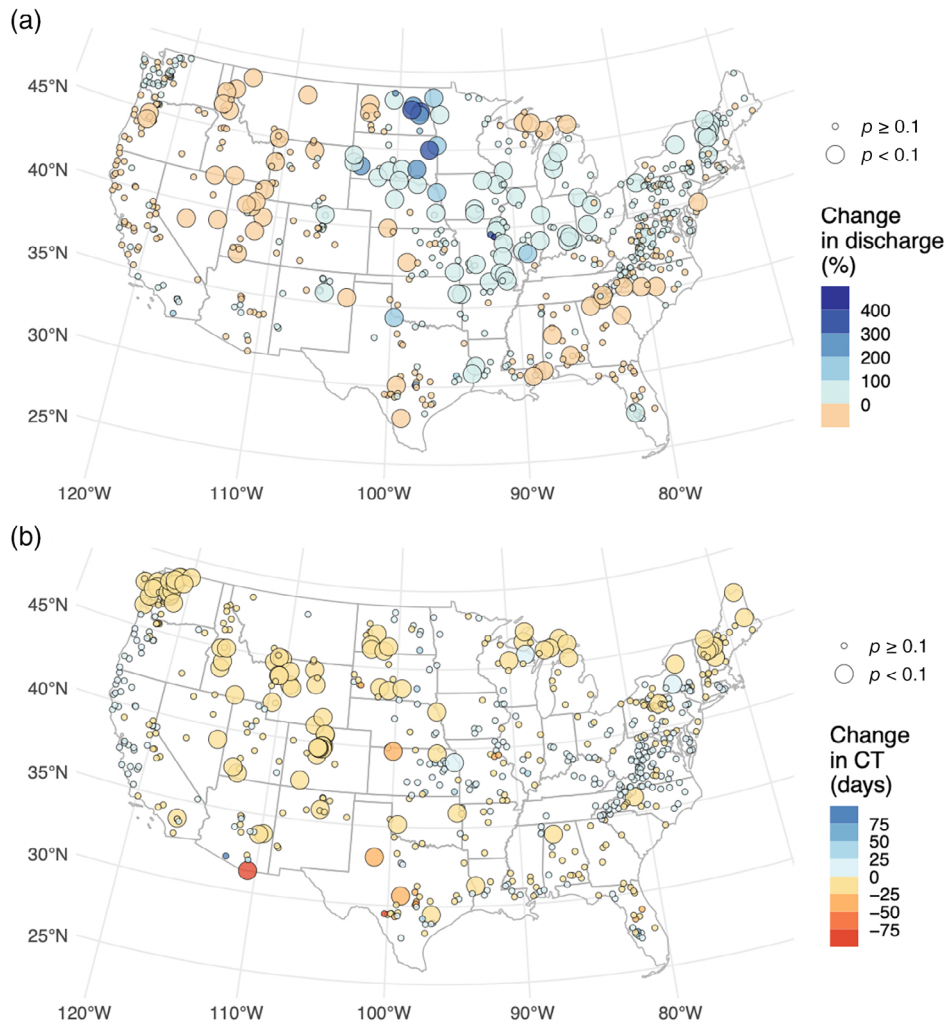 (a)
45°N
40°N
35°N
30°N
25°N
120°W 110°W 100°W 90°W 80°W
p ≥ 0.1
p < 0.1
Change
in discharge
(%)
400
300
200
100
0
(b)
45°N
40°N
35°N
30°N
25°N
120°W 110°W 100°W 90°W 80°W
p ≥ 0.1
p < 0.1
Change
in CT
(days)
75
50
25
0
−25
−50
−75